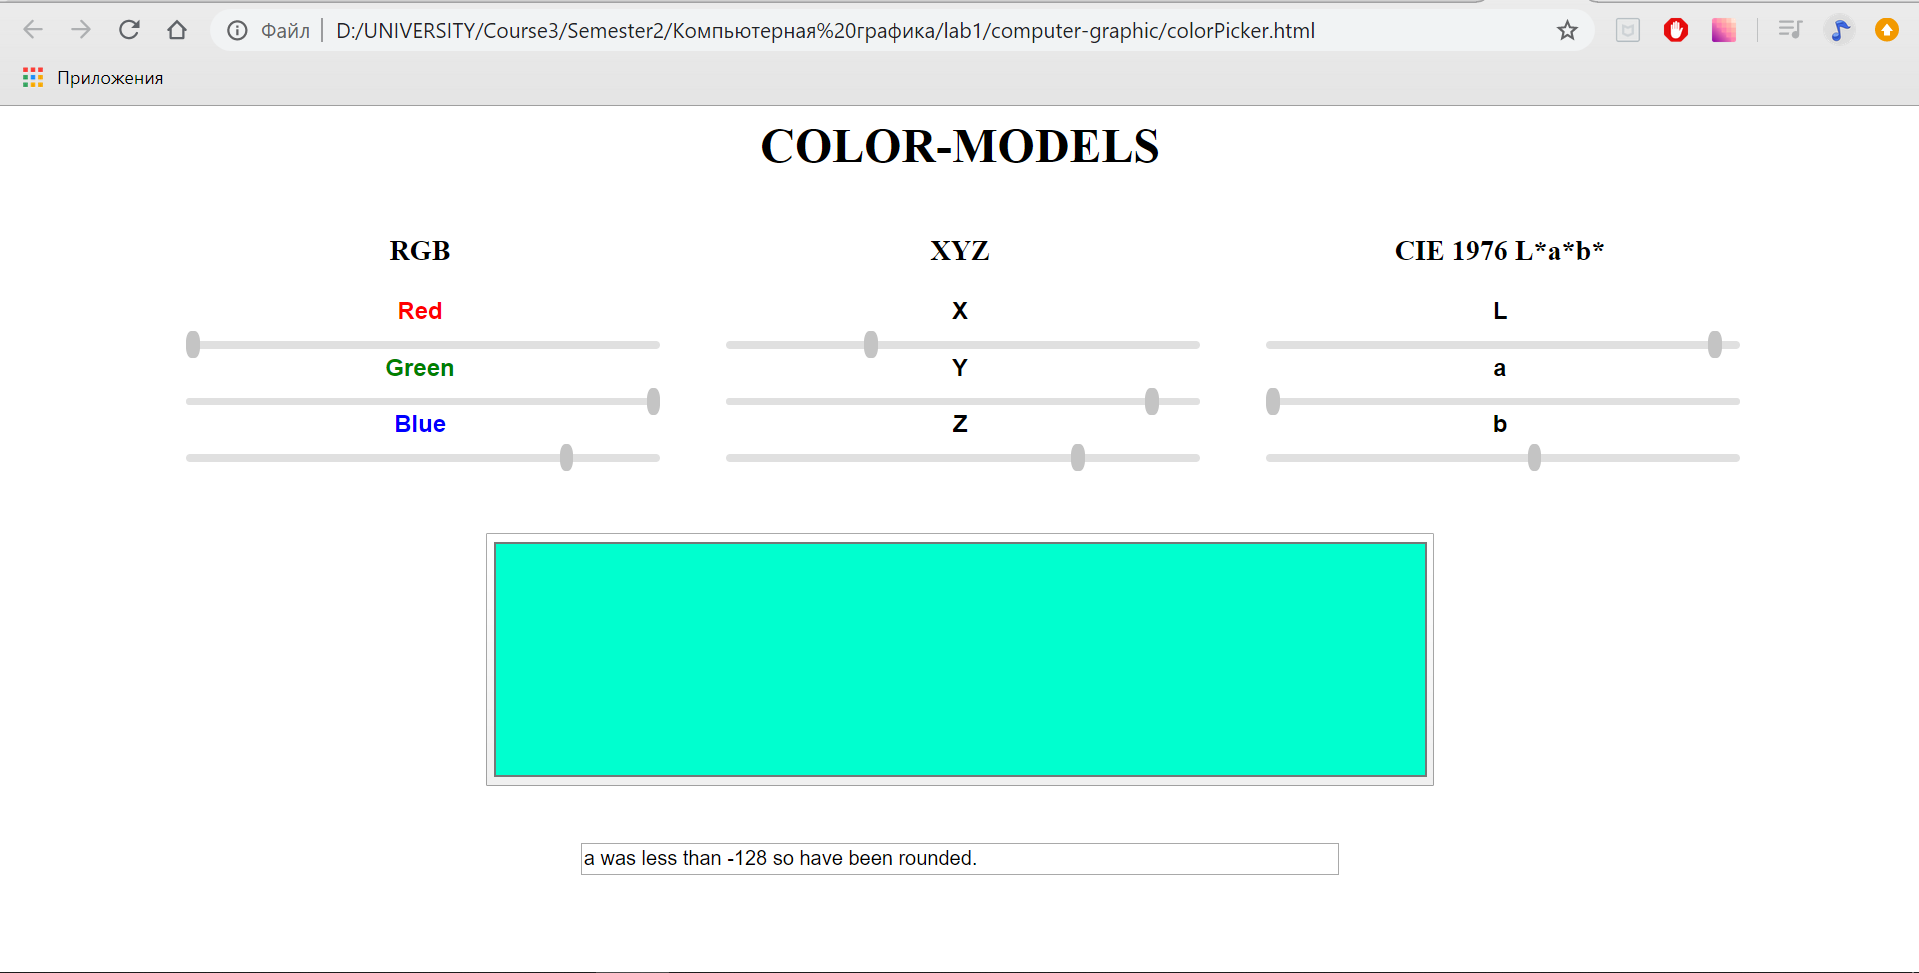 Файл | D:/UNIVERSITY/Course3/Semester2/Компьютерная%20графика/lab1/computer-graphic/colorPicker.html
Приложения
COLOR-MODELS
RGB
XYZ
CIE 1976 L*a*b*
Red
X
L
Green
Y
a
Blue
Z
b
a was less than -128 so have been rounded.